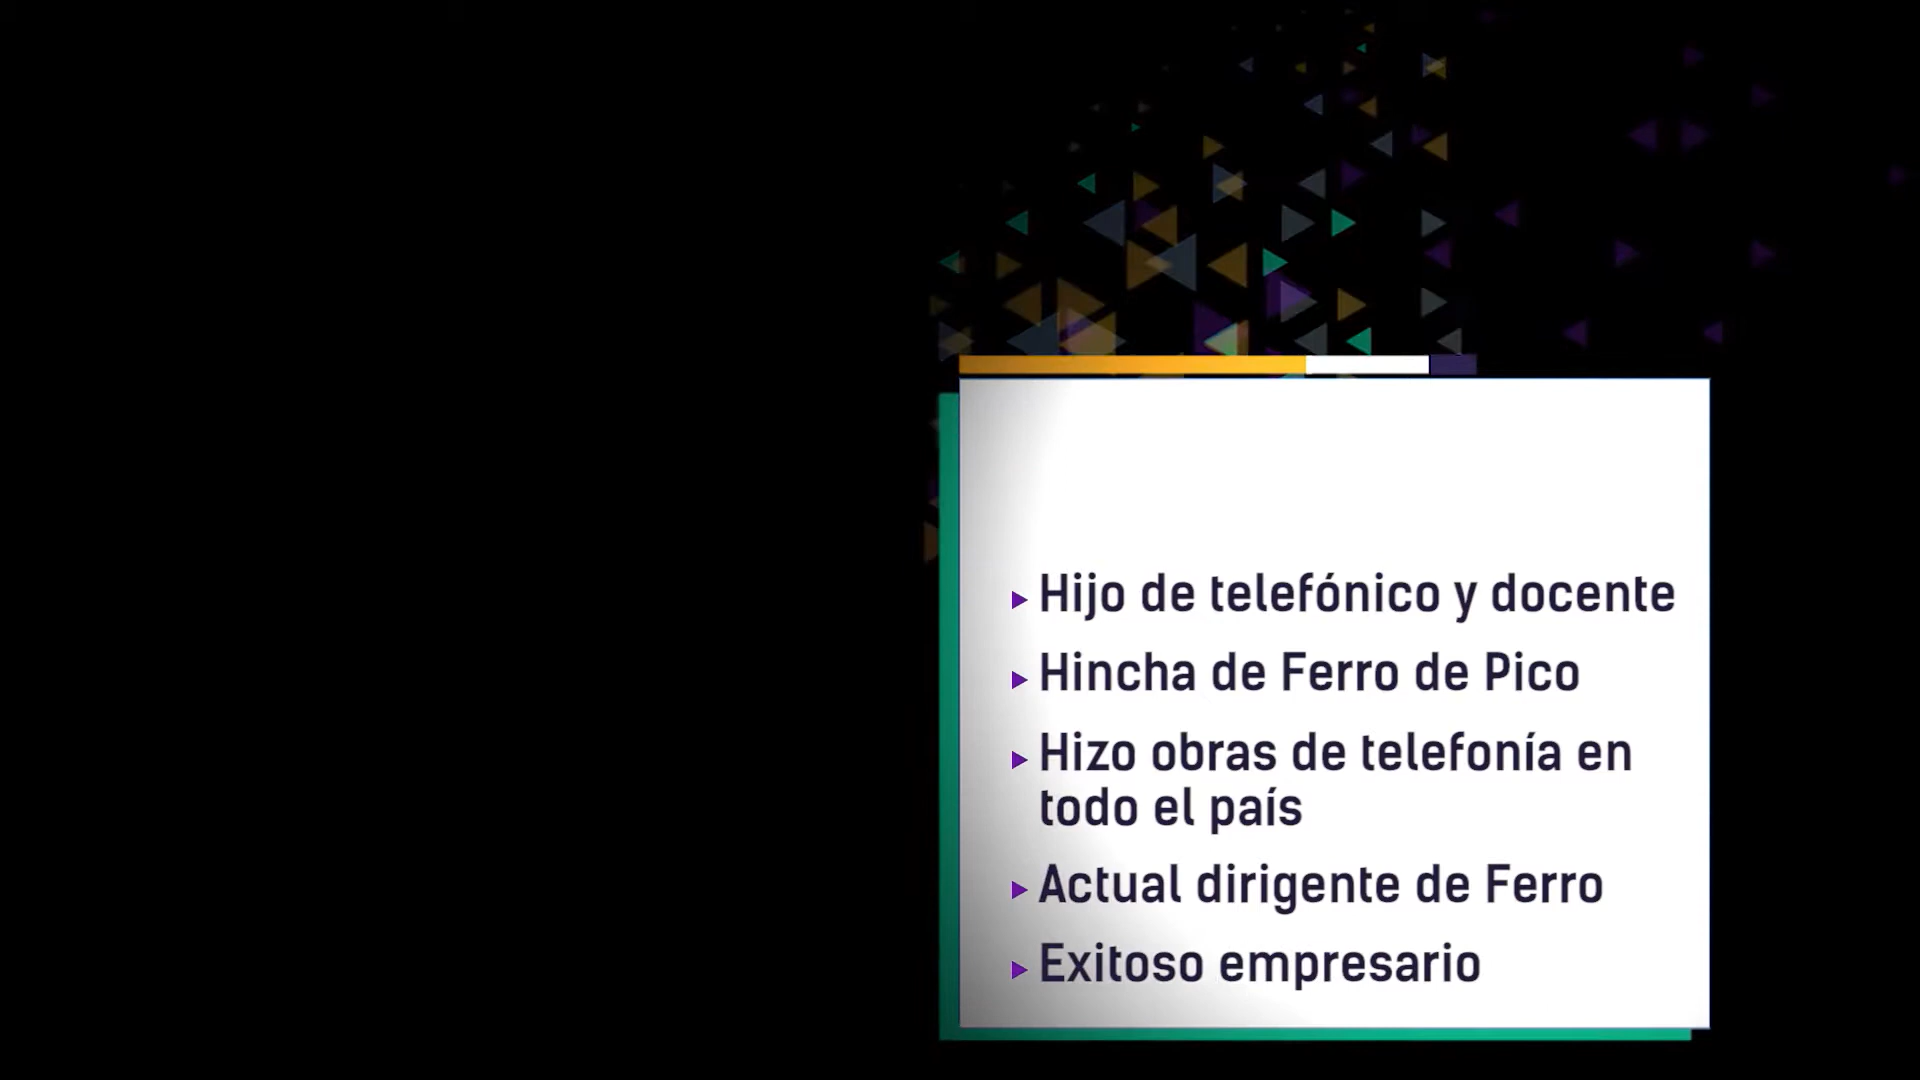 Hijo de telefónico y docente
Hincha de Ferro de Pico
Hizo obras de telefonía en
todo el país
Actual dirigente de Ferro
Exitoso empresario